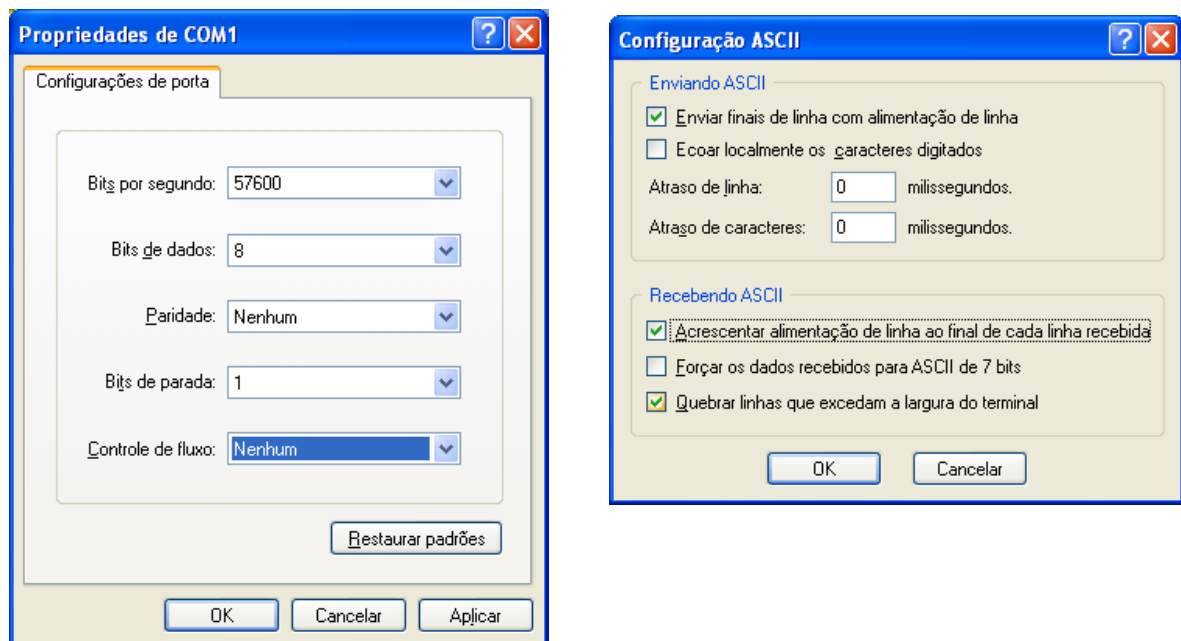 Propriedades de COM1
Configurações de porta
Bits por segundo: 57600
Bits de dados: 8
Paridade: Nenhum
Bits de parada: 1
Controle de fluxo: Nenhum
Restaurar padrões
OK Cancelar Aplicar
Configuração ASCII
Enviando ASCII
Enviar finais de linha com alimentação de linha
Ecoar localmente os caracteres digitados
Atraso de linha: 0 milissegundos.
Atraso de caracteres: 0 milissegundos.
Recebendo ASCII
Acrescentar alimentação de linha ao final de cada linha recebida
Forçar os dados recebidos para ASCII de 7 bits
Quebrar linhas que excedam a largura do terminal
OK Cancelar